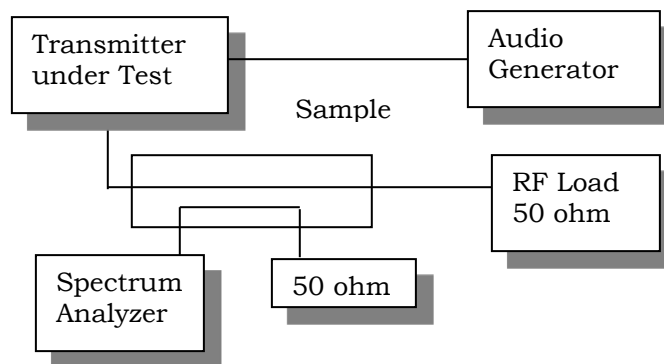 Transmitter
under Test
Audio
Generator
Sample
RF Load
50 ohm
Spectrum
Analyzer
50 ohm